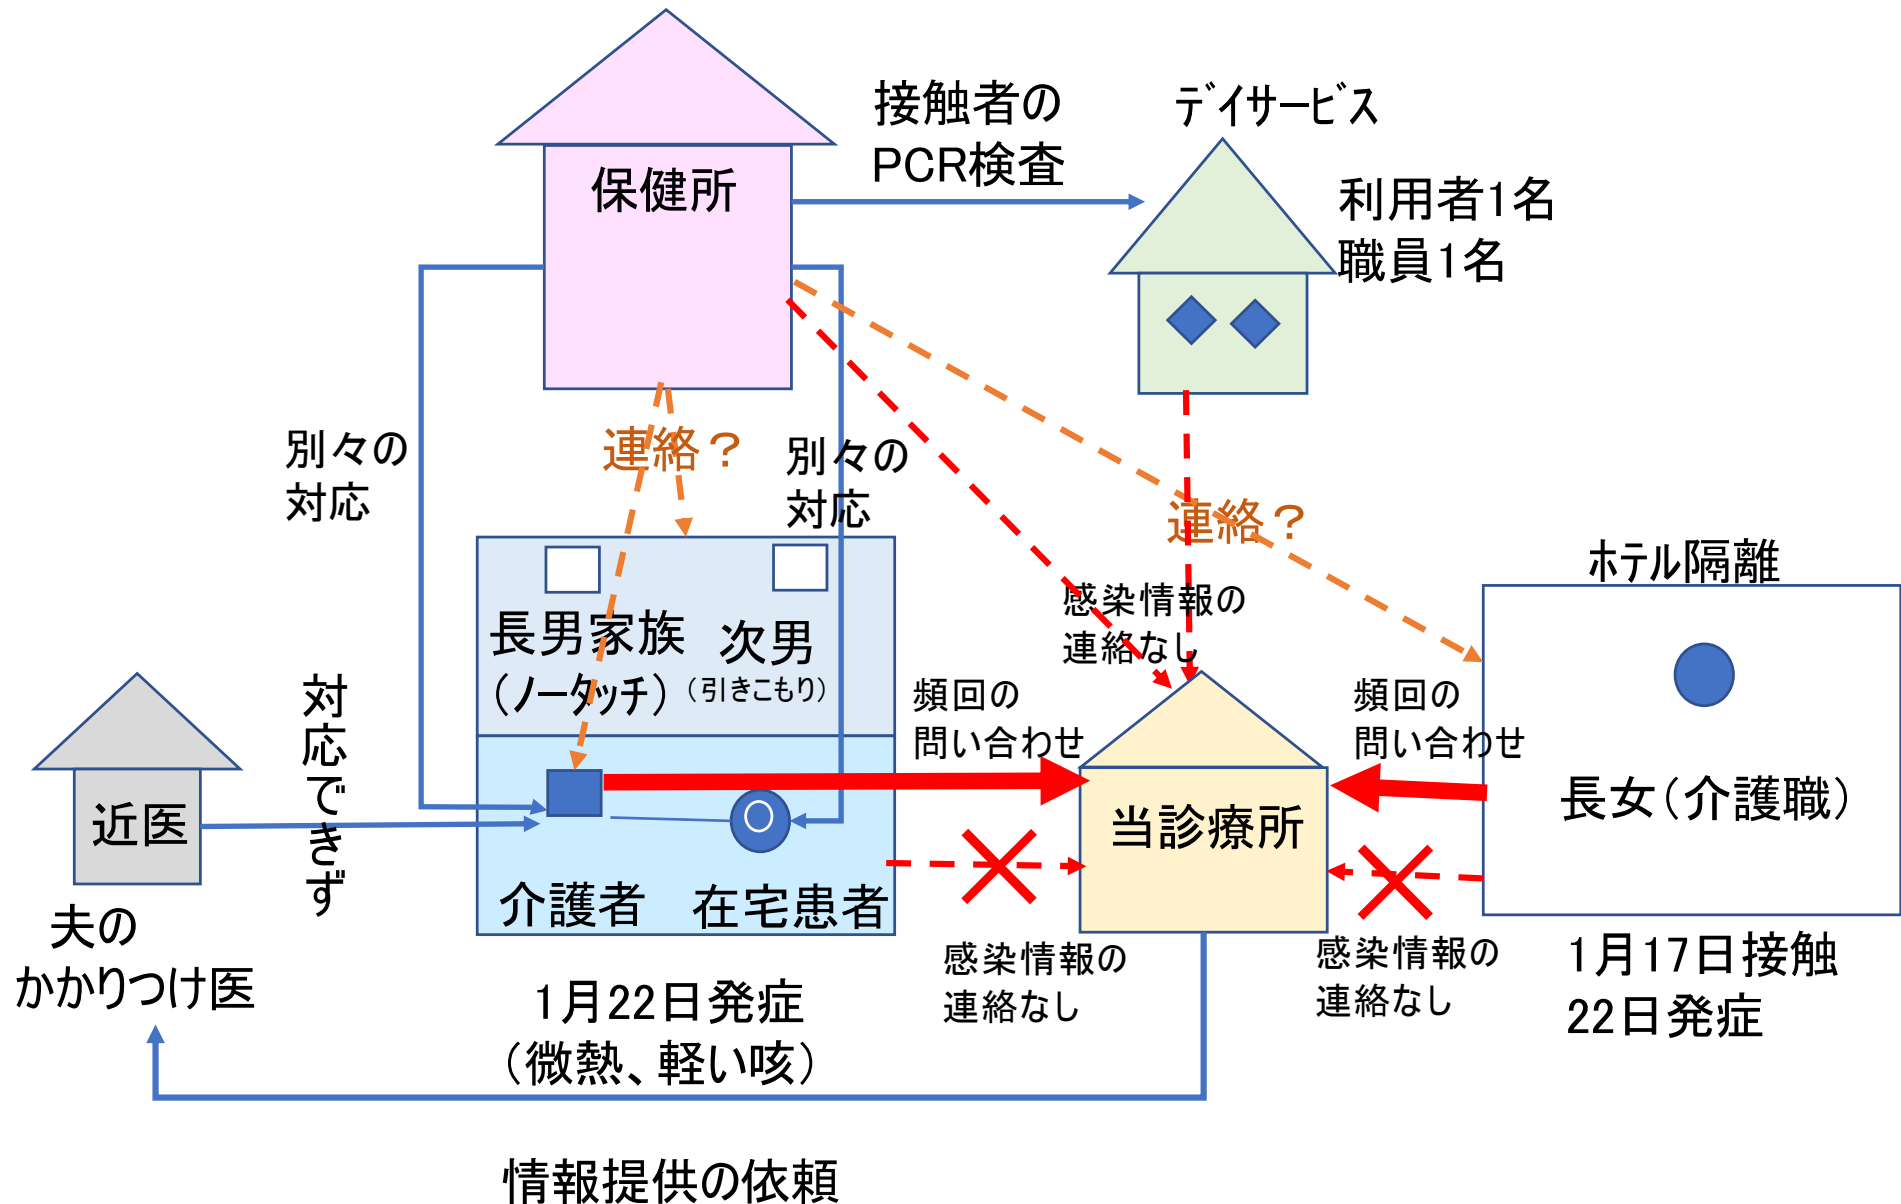 接触者の
PCR検査
ﾃﾞｲｻｰﾋﾞｽ
保健所
利用者1名
職員1名
別々の
対応
連絡？
別々の
対応
連絡？
ﾎﾃﾙ隔離
感染情報の
連絡なし
長男家族
（ﾉｰﾀｯﾁ）
次男
（引きこもり）
対応できず
頻回の
問い合わせ
頻回の
問い合わせ
近医
当診療所
長女（介護職）
介護者
在宅患者
夫の
かかりつけ医
感染情報の
連絡なし
感染情報の
連絡なし
1月17日接触
22日発症
1月22日発症
（微熱、軽い咳）
情報提供の依頼